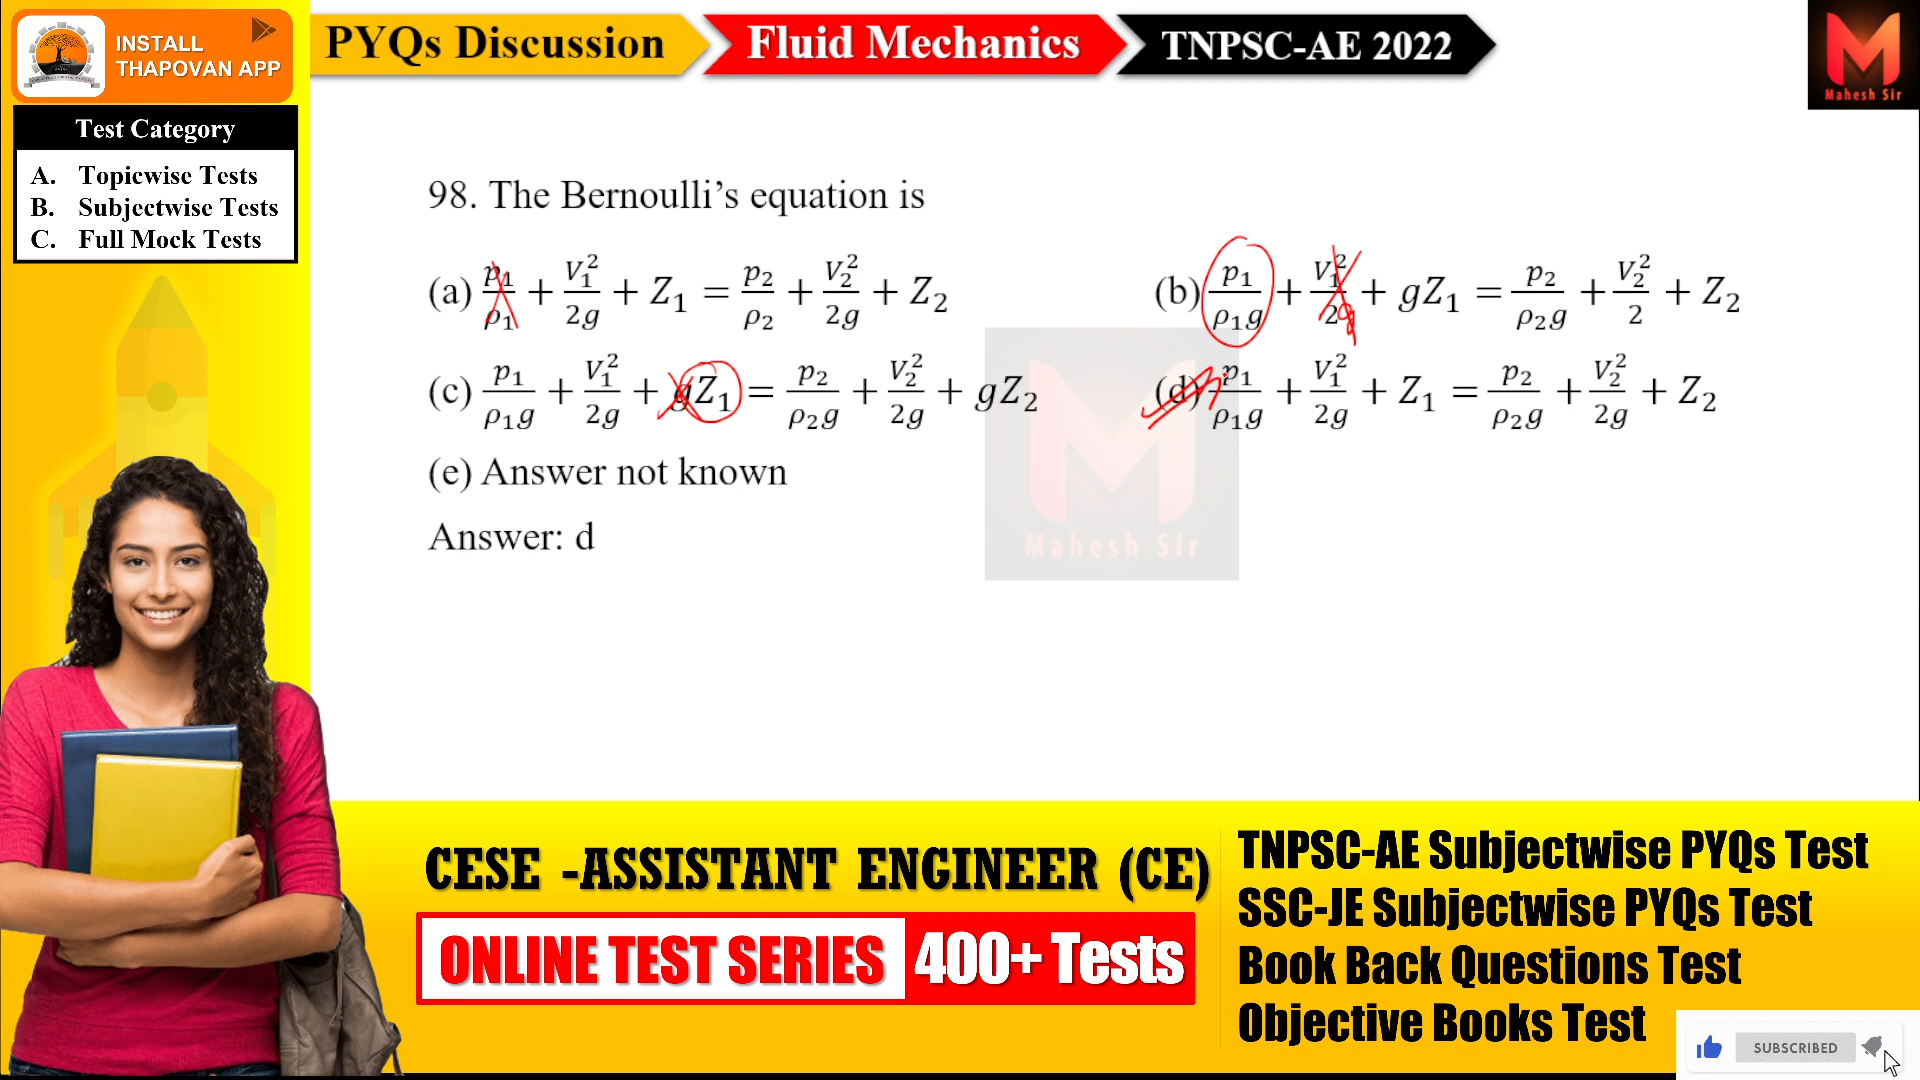 INSTALL
THAPOVAN APP
PYQs Discussion
Fluid Mechanics
TNPSC-AE 2022
Mahesh Sir
Test Category
A. Topicwise Tests
B. Subjectwise Tests
C. Full Mock Tests
98. The Bernoulli's equation is
(a) p₁/ρ₁ + V₁²/2g + Z₁ = p₂/ρ₂ + V₂²/2g + Z₂
(b) p₁/ρ₁g + V₁²/2 + gZ₁ = p₂/ρ₂g + V₂²/2 + Z₂
(c) p₁/ρ₁g + V₁²/2g + gZ₁ = p₂/ρ₂g + V₂²/2g + gZ₂
(d) p₁/ρ₁g + V₁²/2g + Z₁ = p₂/ρ₂g + V₂²/2g + Z₂
(e) Answer not known
Answer: d
Mahesh Sir
CESE -ASSISTANT ENGINEER (CE)
ONLINE TEST SERIES 400+ Tests
TNPSC-AE Subjectwise PYQs Test
SSC-JE Subjectwise PYQs Test
Book Back Questions Test
Objective Books Test
SUBSCRIBED